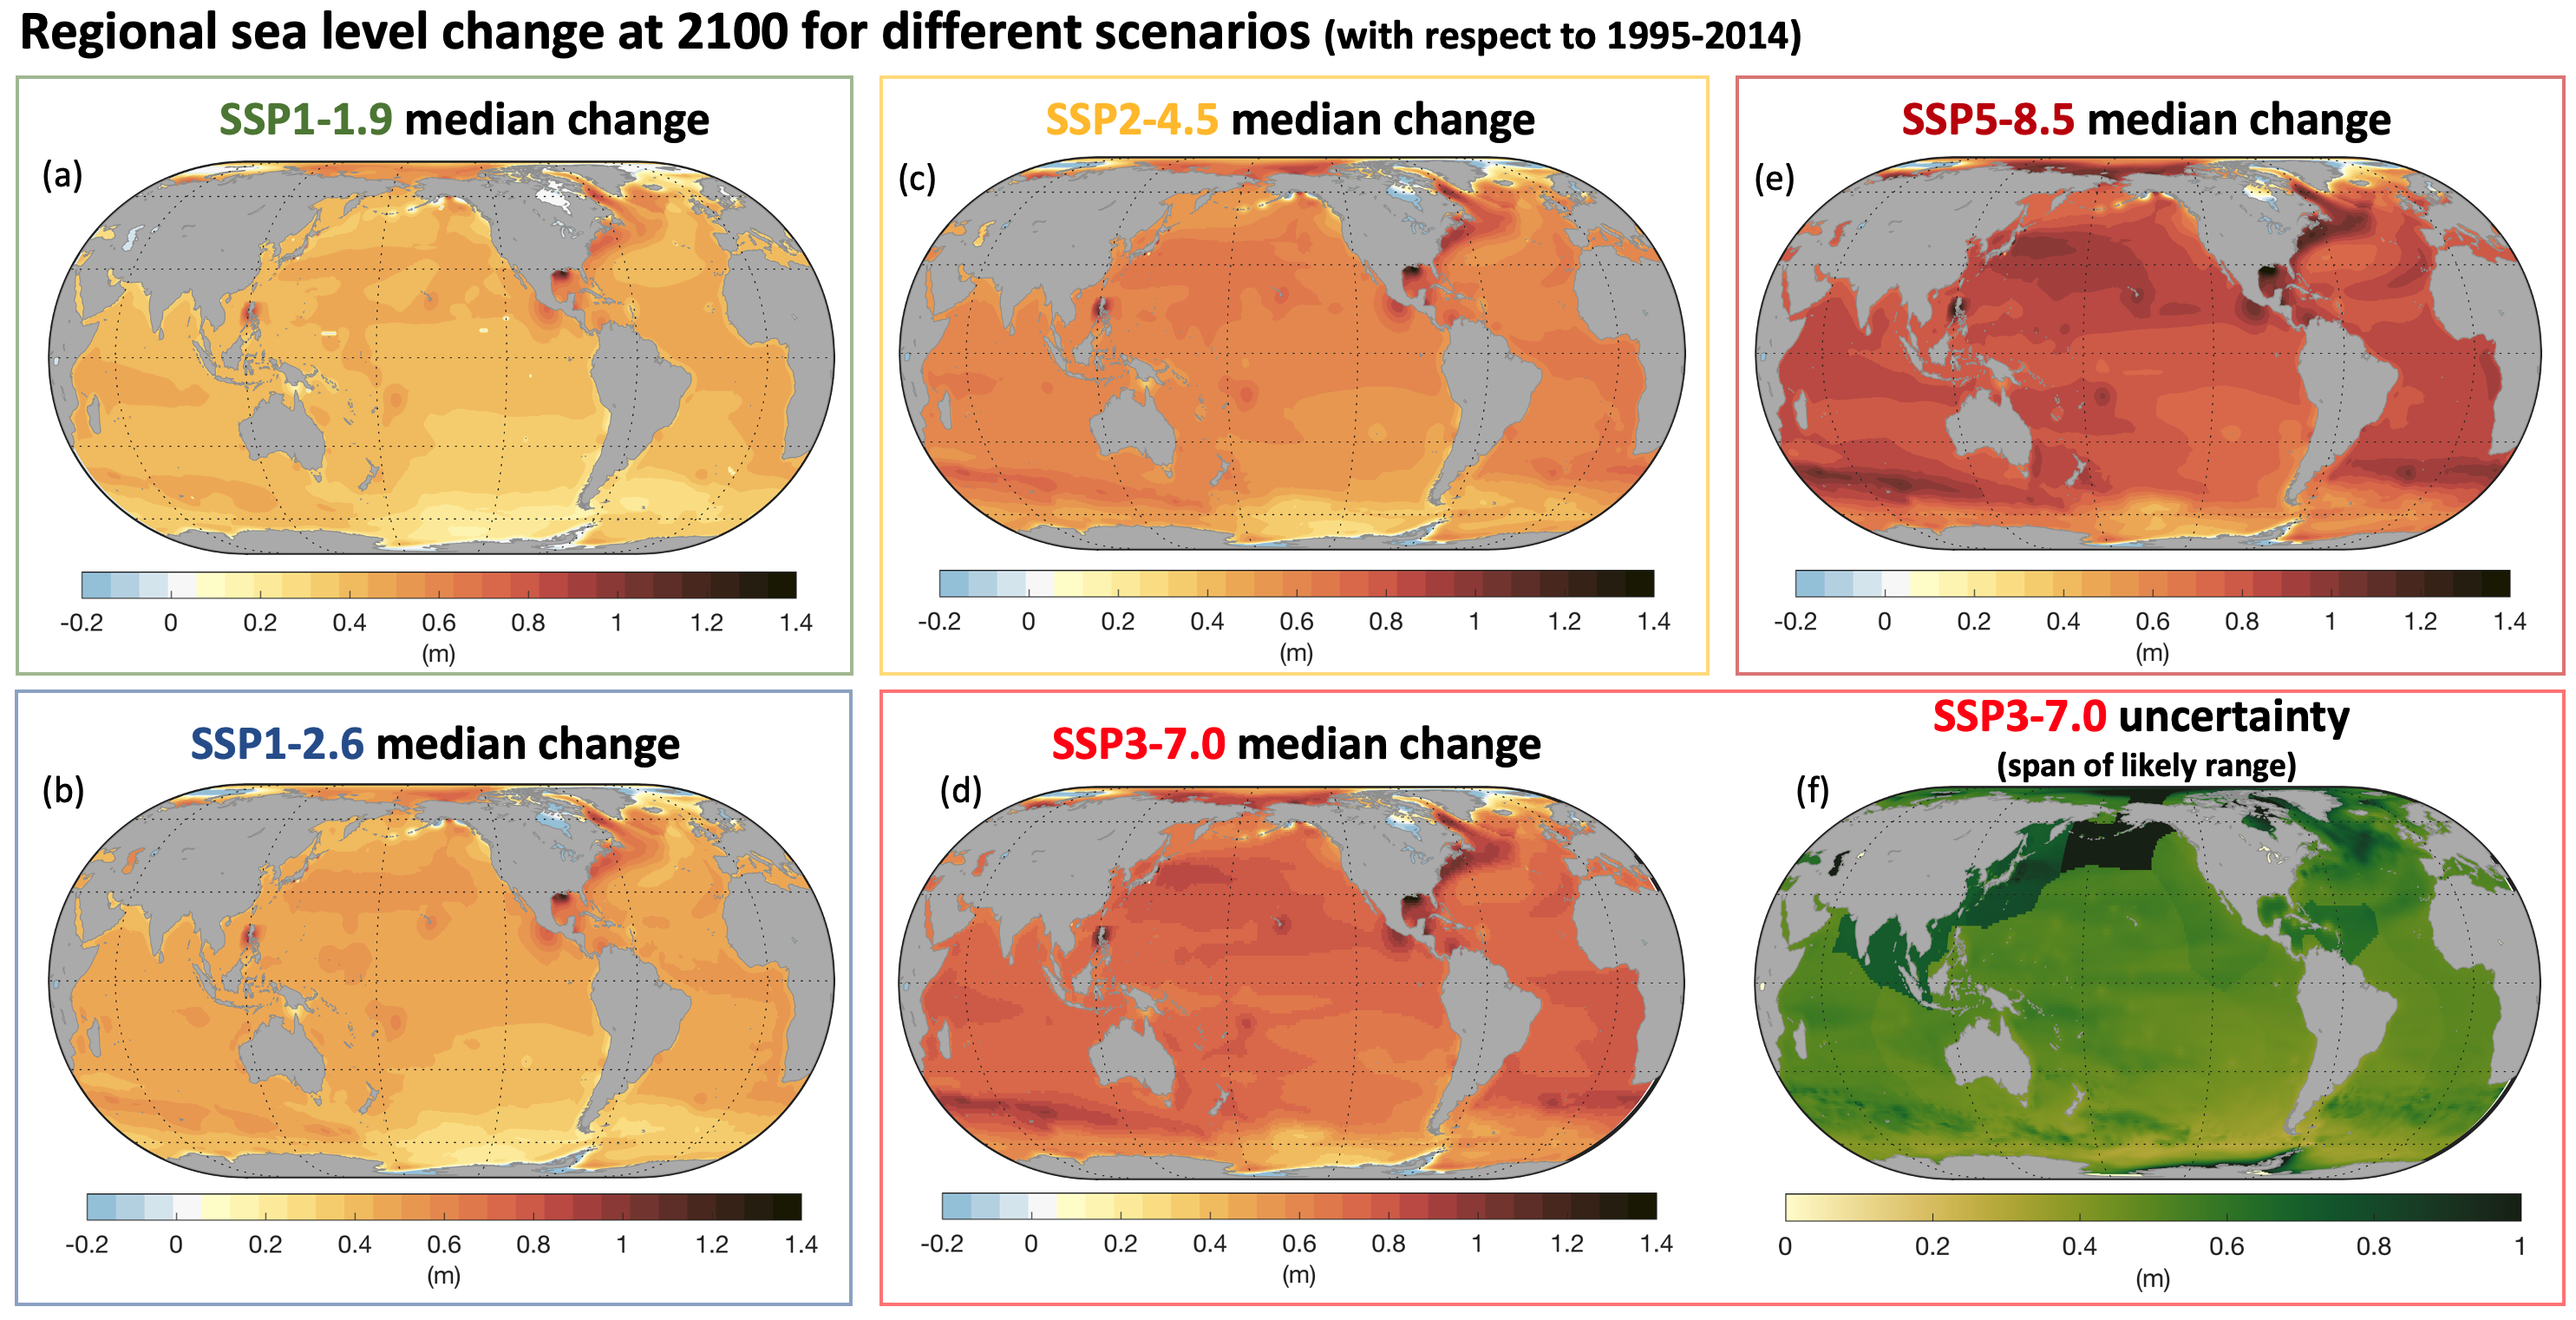 Regional sea level change at 2100 for different scenarios (with respect to 1995-2014)
SSP1-1.9 median change
(a)
-0.2 0 0.2 0.4 0.6 0.8 1 1.2 1.4
(m)
SSP2-4.5 median change
(c)
-0.2 0 0.2 0.4 0.6 0.8 1 1.2 1.4
(m)
SSP5-8.5 median change
(e)
-0.2 0 0.2 0.4 0.6 0.8 1 1.2 1.4
(m)
SSP1-2.6 median change
(b)
-0.2 0 0.2 0.4 0.6 0.8 1 1.2 1.4
(m)
SSP3-7.0 median change
(d)
-0.2 0 0.2 0.4 0.6 0.8 1 1.2 1.4
(m)
SSP3-7.0 uncertainty
(span of likely range)
(f)
0 0.2 0.4 0.6 0.8 1
(m)